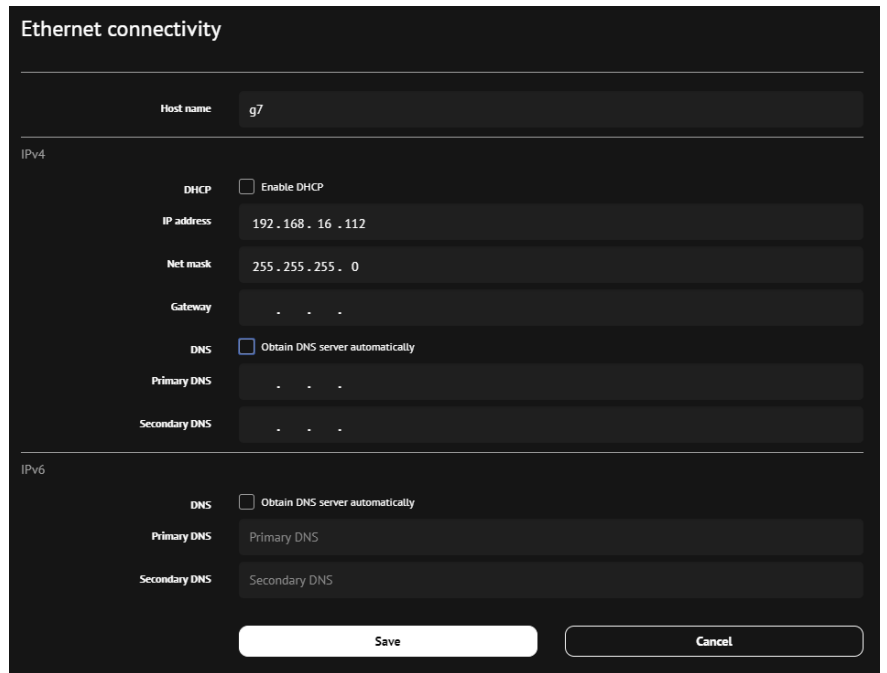 Ethernet connectivity
Host name g7
IPv4
DHCP Enable DHCP
IP address 192.168. 16 .112
Net mask 255.255.255. 0
Gateway . . .
DNS Obtain DNS server automatically
Primary DNS . . .
Secondary DNS . . .
IPv6
DNS Obtain DNS server automatically
Primary DNS Primary DNS
Secondary DNS Secondary DNS
Save Cancel